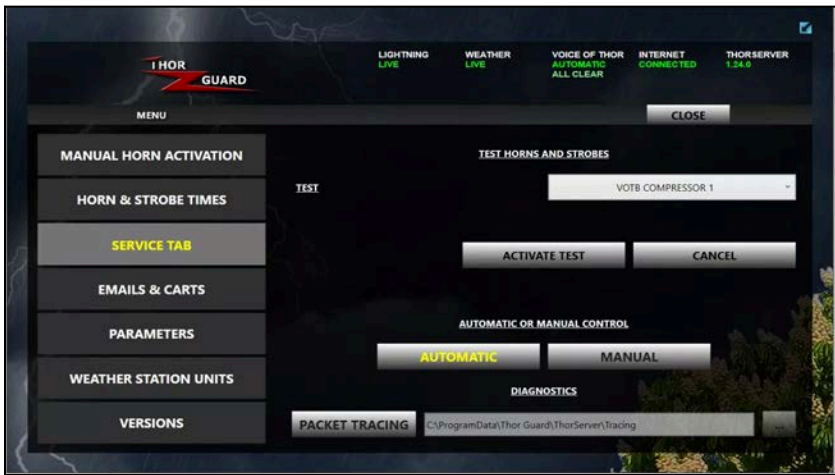 THOR
GUARD
LIGHTNING
LIVE
WEATHER
LIVE
VOICE OF THOR
AUTOMATIC
ALL CLEAR
INTERNET
CONNECTED
THORSERVER
1.24.0
MENU
CLOSE
MANUAL HORN ACTIVATION
HORN & STROBE TIMES
SERVICE TAB
EMAILS & CARTS
PARAMETERS
WEATHER STATION UNITS
VERSIONS
TEST HORNS AND STROBES
TEST
VOTB COMPRESSOR 1
ACTIVATE TEST
CANCEL
AUTOMATIC OR MANUAL CONTROL
AUTOMATIC
MANUAL
DIAGNOSTICS
PACKET TRACING
C:\ProgramData\Thor Guard\ThorServer\Tracing
...